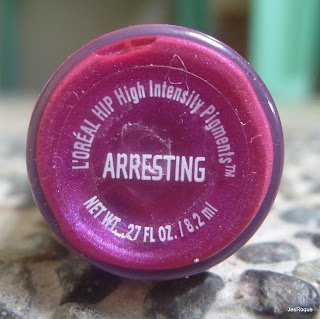 L'ORÉAL HIP High Intensity Pigments™
ARRESTING
NET WT. .27 FL OZ. / 8.2 ml
JesRoque